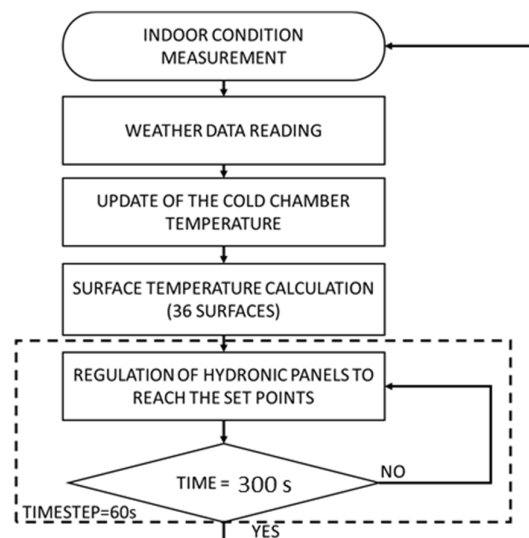 INDOOR CONDITION
MEASUREMENT
WEATHER DATA READING
UPDATE OF THE COLD CHAMBER
TEMPERATURE
SURFACE TEMPERATURE CALCULATION
(36 SURFACES)
REGULATION OF HYDRONIC PANELS TO
REACH THE SET POINTS
TIME = 300 s
NO
TIMESTEP=60s
YES